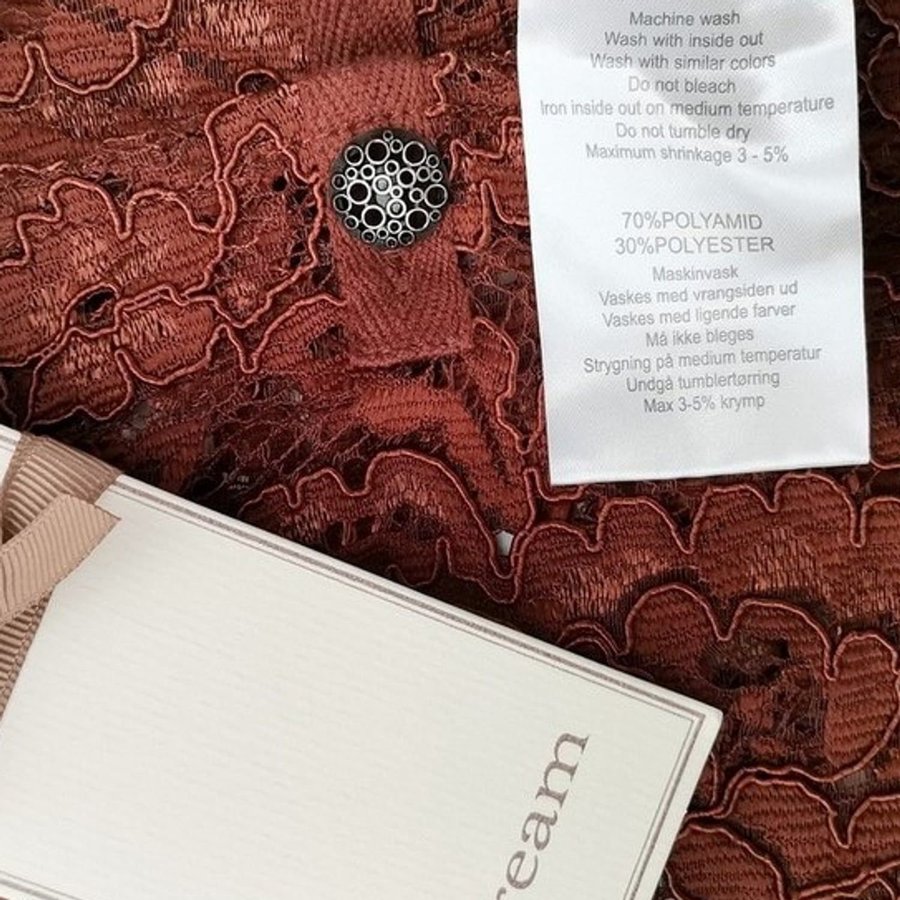 Machine wash
Wash with inside out
Wash with similar colors
Do not bleach
Iron inside out on medium temperature
Do not tumble dry
Maximum shrinkage 3 - 5%
70%POLYAMID
30%POLYESTER
Maskinvask
Vaskes med vrangsiden ud
Vaskes med ligende farver
Må ikke bleges
Strygning på medium temperatur
Undgå tumblertørring
Max 3-5% krymp
ream